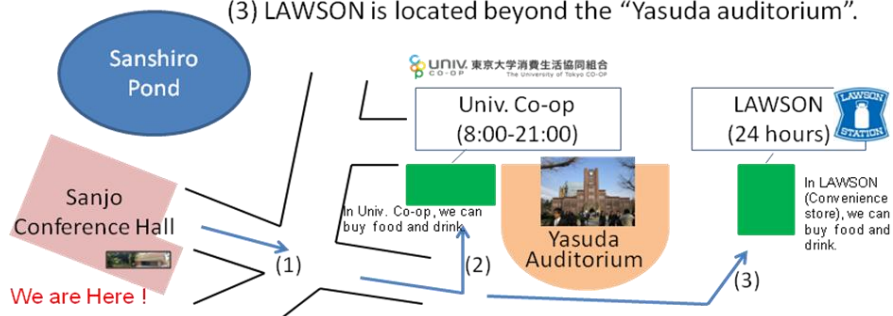 (3) LAWSON is located beyond the “Yasuda auditorium”.
Sanshiro
Pond
UNIV. 東京大学消費生活協同組合
CO-OP The University of Tokyo CO-OP
Univ. Co-op
(8:00-21:00)
LAWSON
(24 hours)
LAWSON
STATION
Sanjo
Conference Hall
In Univ. Co-op, we can
buy food and drink.
Yasuda
Auditorium
In LAWSON
(Convenience
store), we can
buy food and
drink.
(1)
(2)
(3)
We are Here !